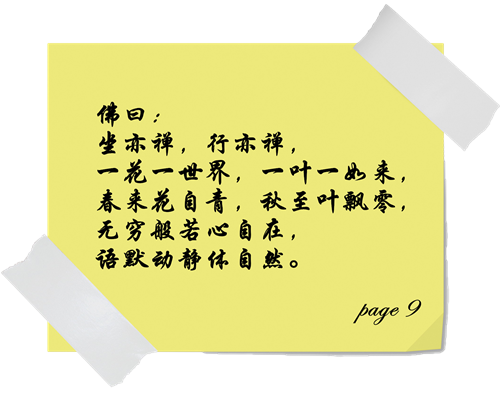 佛曰：
坐亦禅，行亦禅，
一花一世界，一叶一如来，
春来花自青，秋至叶飘零，
无穷般若心自在，
语默动静体自然。
page 9